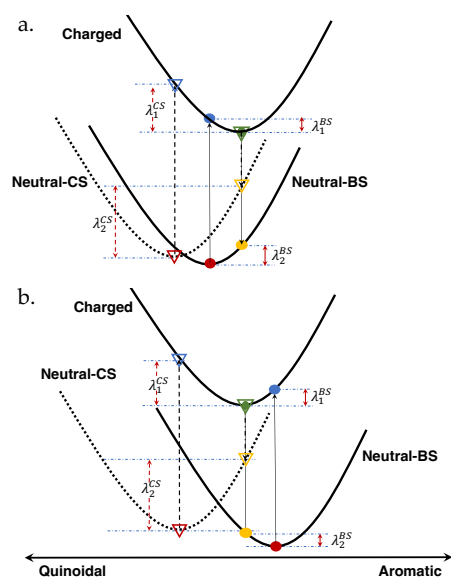 a.
Charged
λ₁ᶜˢ
λ₁ᴮˢ
Neutral-CS
Neutral-BS
λ₂ᶜˢ
λ₂ᴮˢ
b.
Charged
Neutral-CS
λ₁ᶜˢ
λ₁ᴮˢ
Neutral-BS
λ₂ᶜˢ
λ₂ᴮˢ
Quinoidal
Aromatic